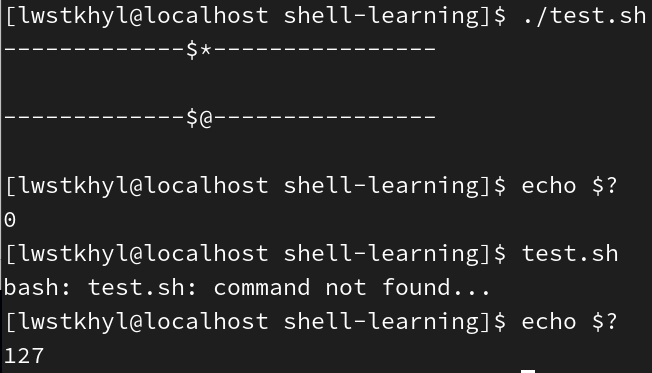 [lwstkhyl@localhost shell-learning]$ ./test.sh
-------------$*----------------
-------------$@----------------
[lwstkhyl@localhost shell-learning]$ echo $?
0
[lwstkhyl@localhost shell-learning]$ test.sh
bash: test.sh: command not found...
[lwstkhyl@localhost shell-learning]$ echo $?
127